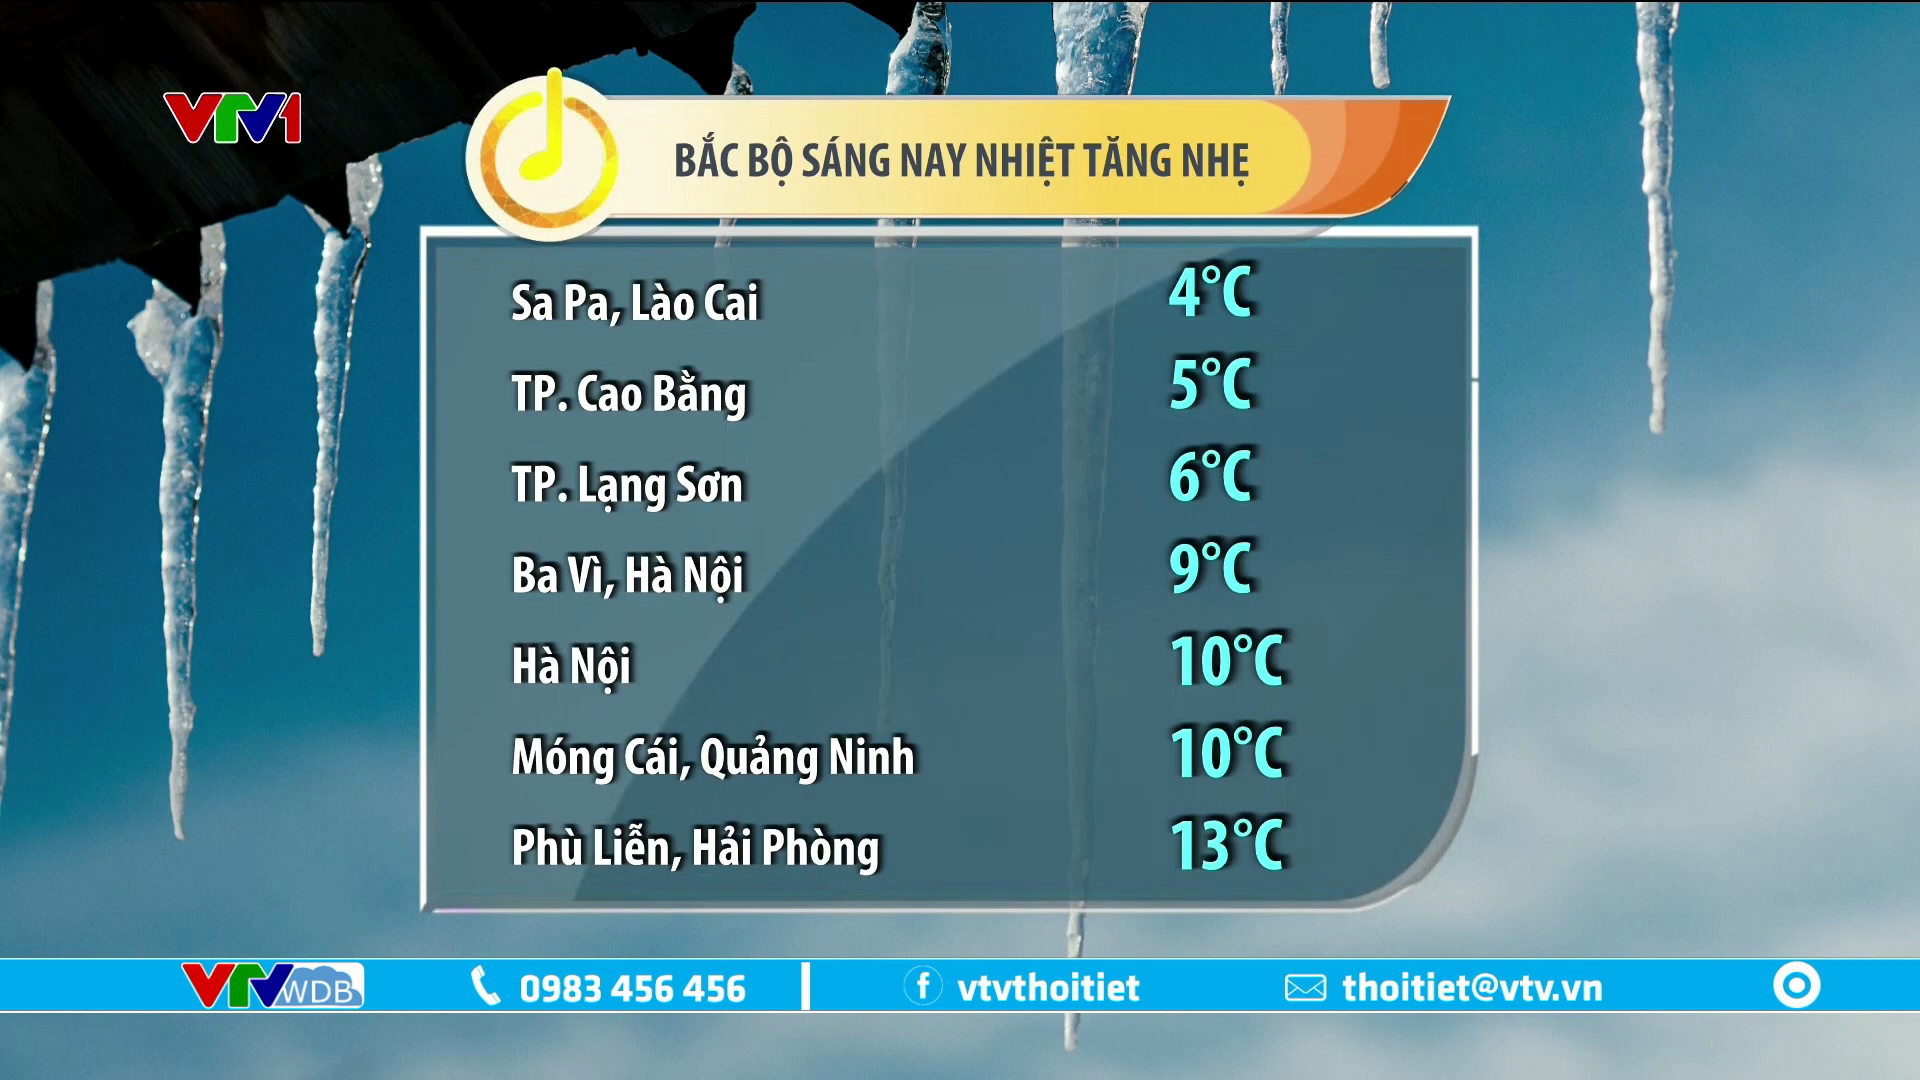 VTV1
BẮC BỘ SÁNG NAY NHIỆT TĂNG NHẸ
Sa Pa, Lào Cai 4°C
TP. Cao Bằng 5°C
TP. Lạng Sơn 6°C
Ba Vì, Hà Nội 9°C
Hà Nội 10°C
Móng Cái, Quảng Ninh 10°C
Phù Liễn, Hải Phòng 13°C
VTV WDB 0983 456 456 vtvthoitiet thoitiet@vtv.vn